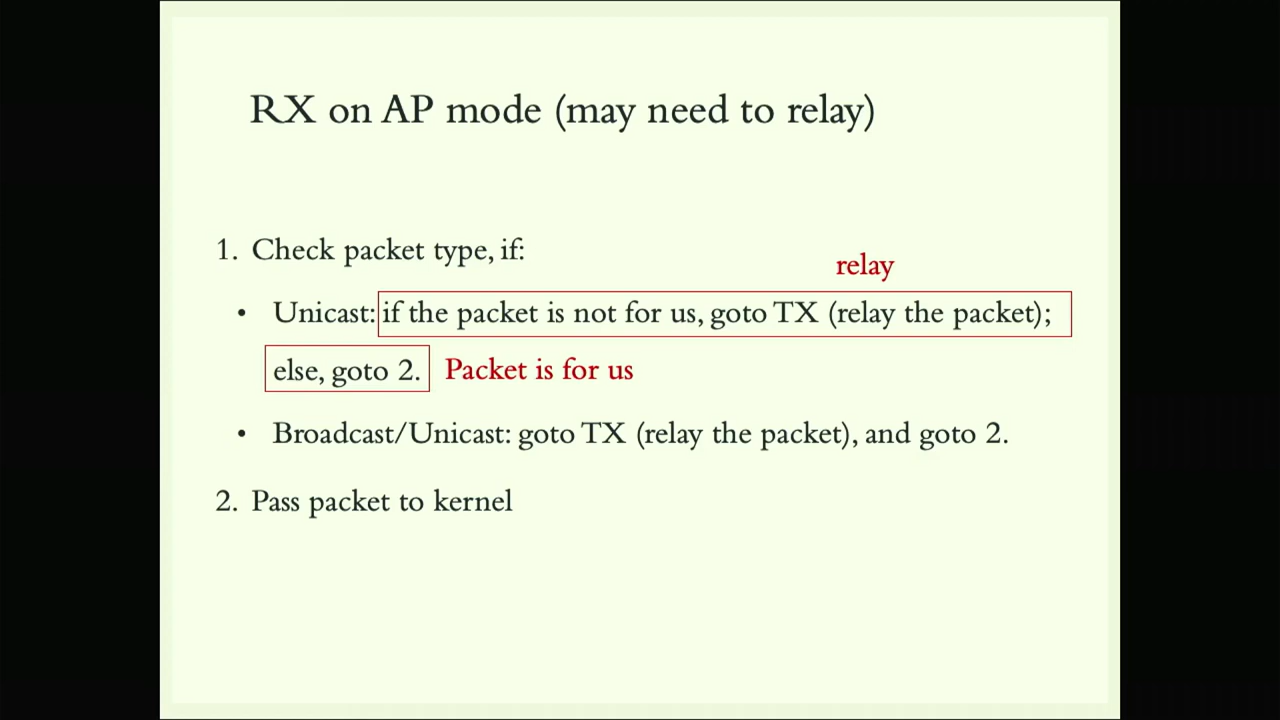 RX on AP mode (may need to relay)
1. Check packet type, if:
relay
• Unicast: if the packet is not for us, goto TX (relay the packet);
else, goto 2. Packet is for us
• Broadcast/Unicast: goto TX (relay the packet), and goto 2.
2. Pass packet to kernel